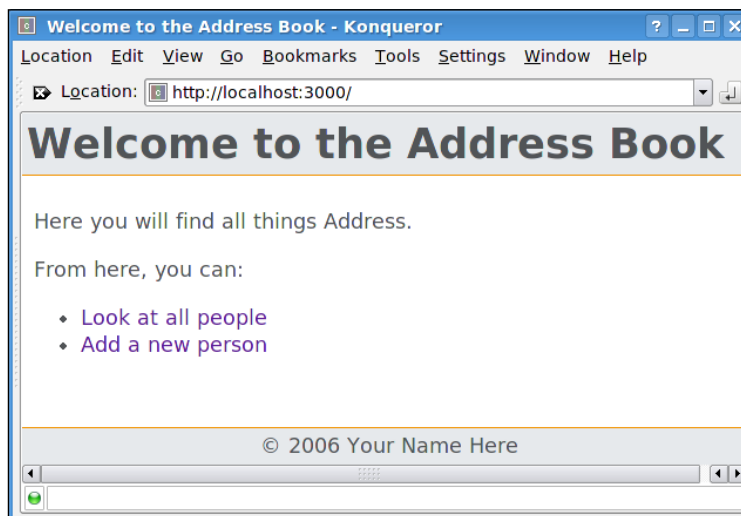 Welcome to the Address Book - Konqueror
Location Edit View Go Bookmarks Tools Settings Window Help
Location: http://localhost:3000/
Welcome to the Address Book
Here you will find all things Address.
From here, you can:
• Look at all people
• Add a new person
© 2006 Your Name Here